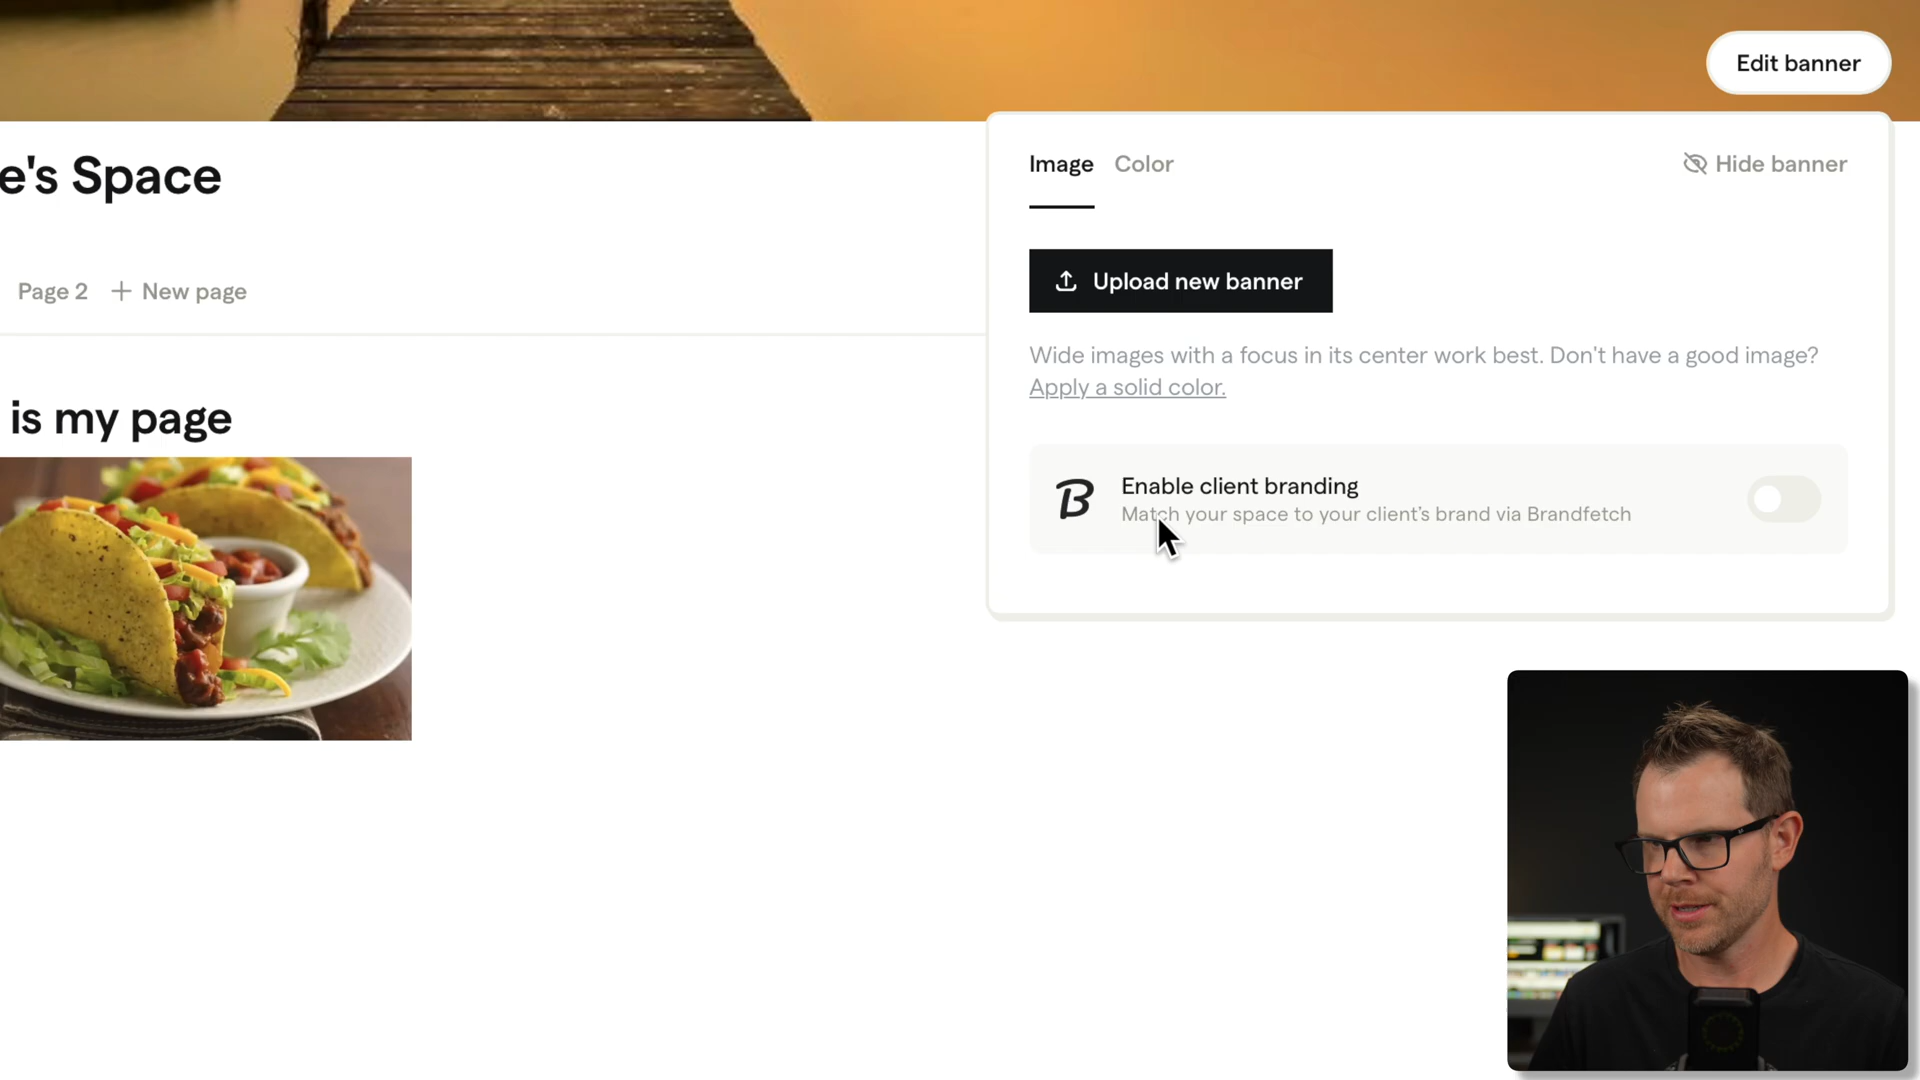 Edit banner
e's Space
Image
Color
Hide banner
Upload new banner
Page 2
New page
Wide images with a focus in its center work best. Don't have a good image?
Apply a solid color.
is my page
B
Enable client branding
Match your space to your client's brand via Brandfetch